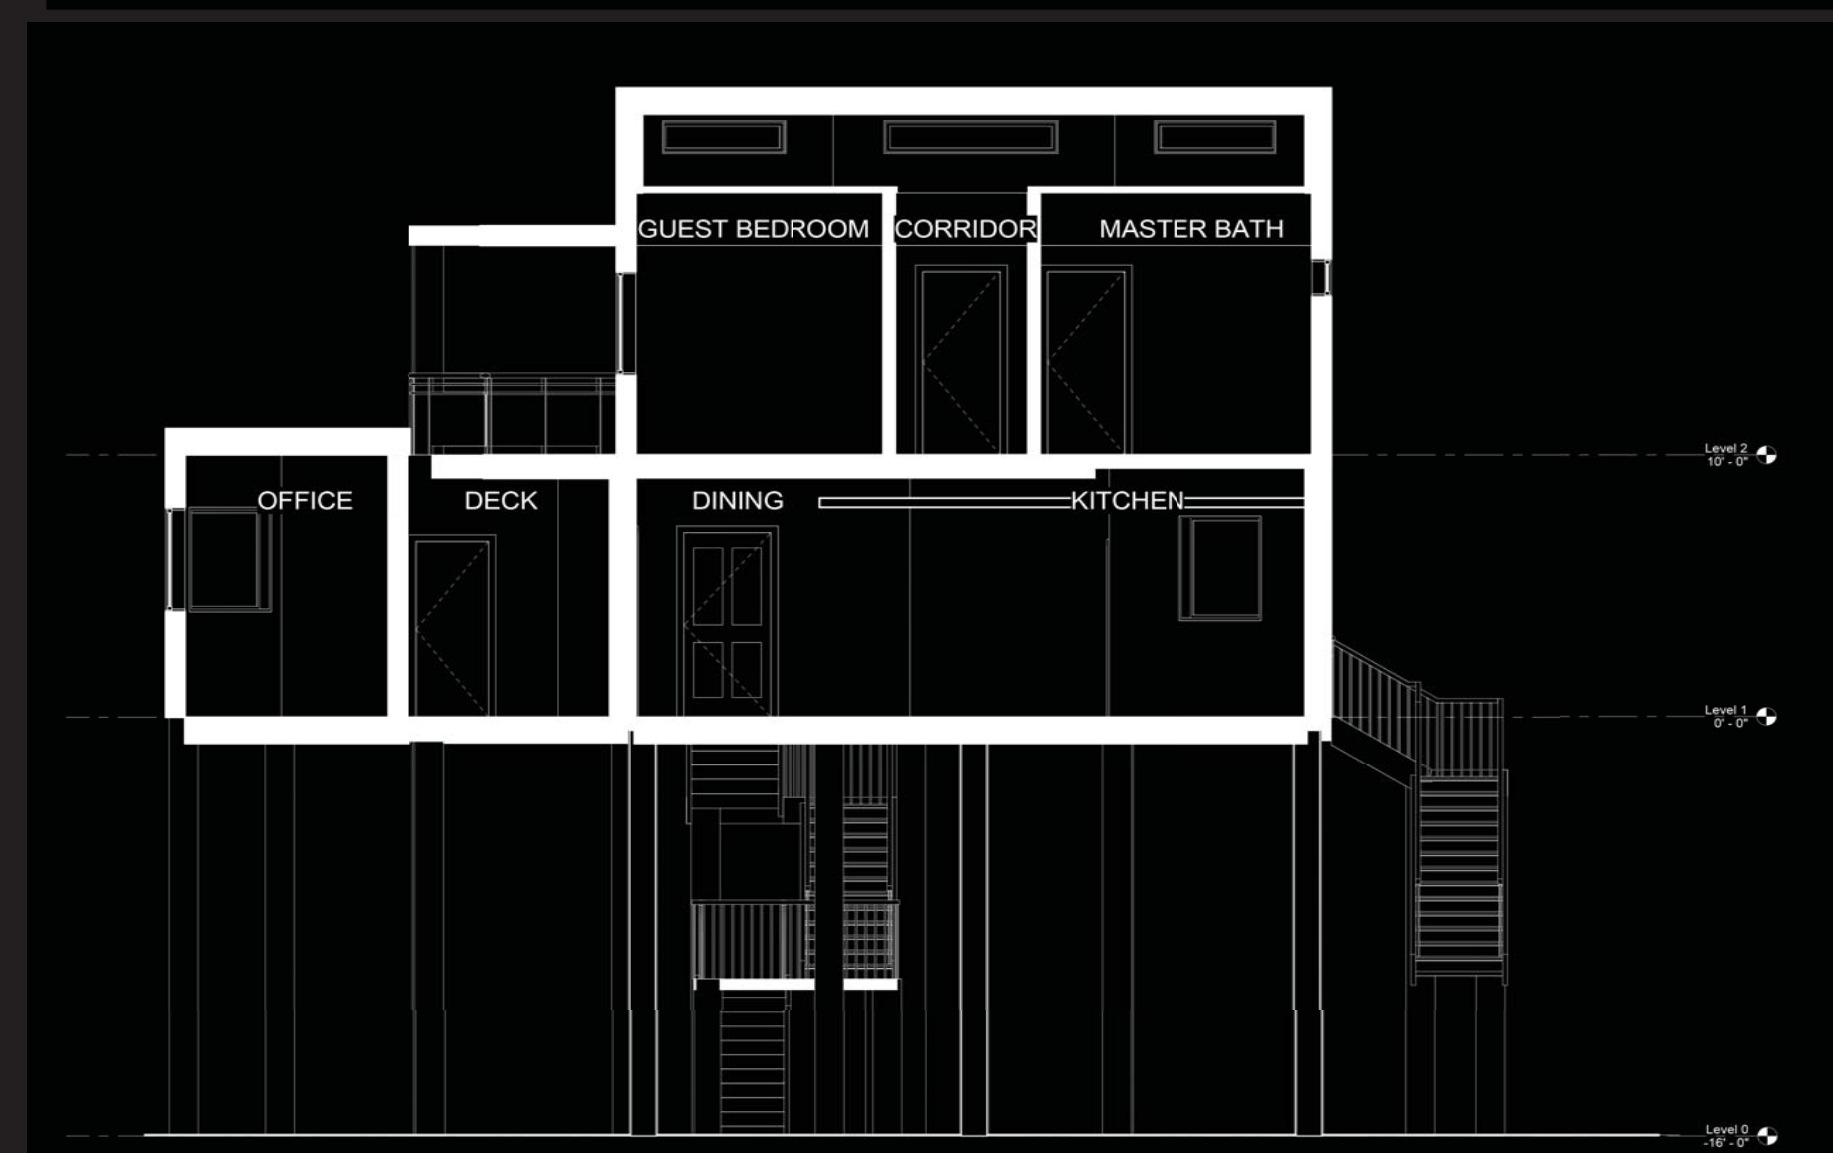 GUEST BEDROOM CORRIDOR MASTER BATH
Level 2
10' - 0"
OFFICE DECK DINING KITCHEN
Level 1
0' - 0"
Level 0
-16' - 0"